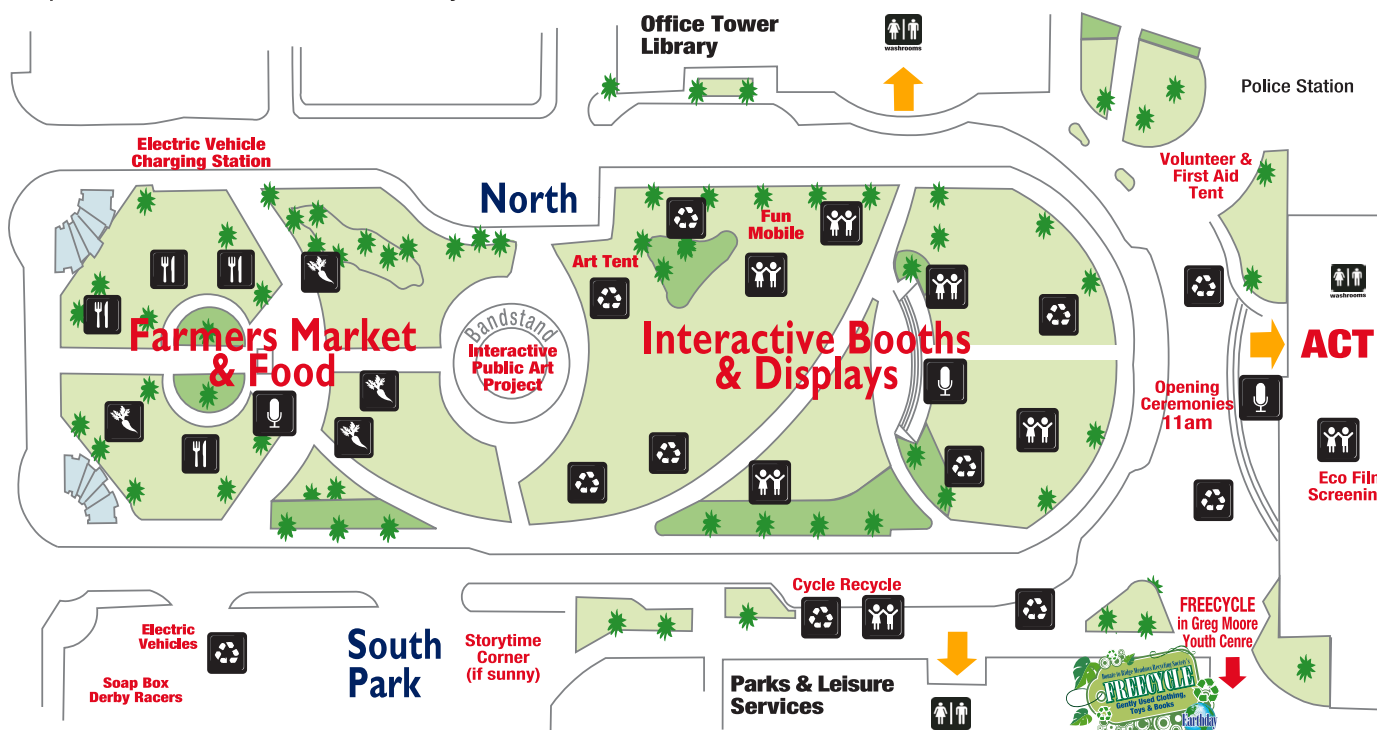 Office Tower
Library
washrooms
Police Station
Electric Vehicle
Charging Station
Volunteer &
First Aid
Tent
North
Fun
Mobile
Art Tent
washrooms
Bandstand
Interactive
Public Art
Project
Farmers Market
& Food
Interactive Booths
& Displays
ACT
Opening
Ceremonies
11am
Eco Fil
Screenin
Cycle Recycle
FREECYCLE
in Greg Moore
Youth Cenre
Electric
Vehicles
South
Park
Storytime
Corner
(if sunny)
Soap Box
Derby Racers
Parks & Leisure
Services
FREECYCLE
Gently Used Clothing,
Toys & Books
Earthday